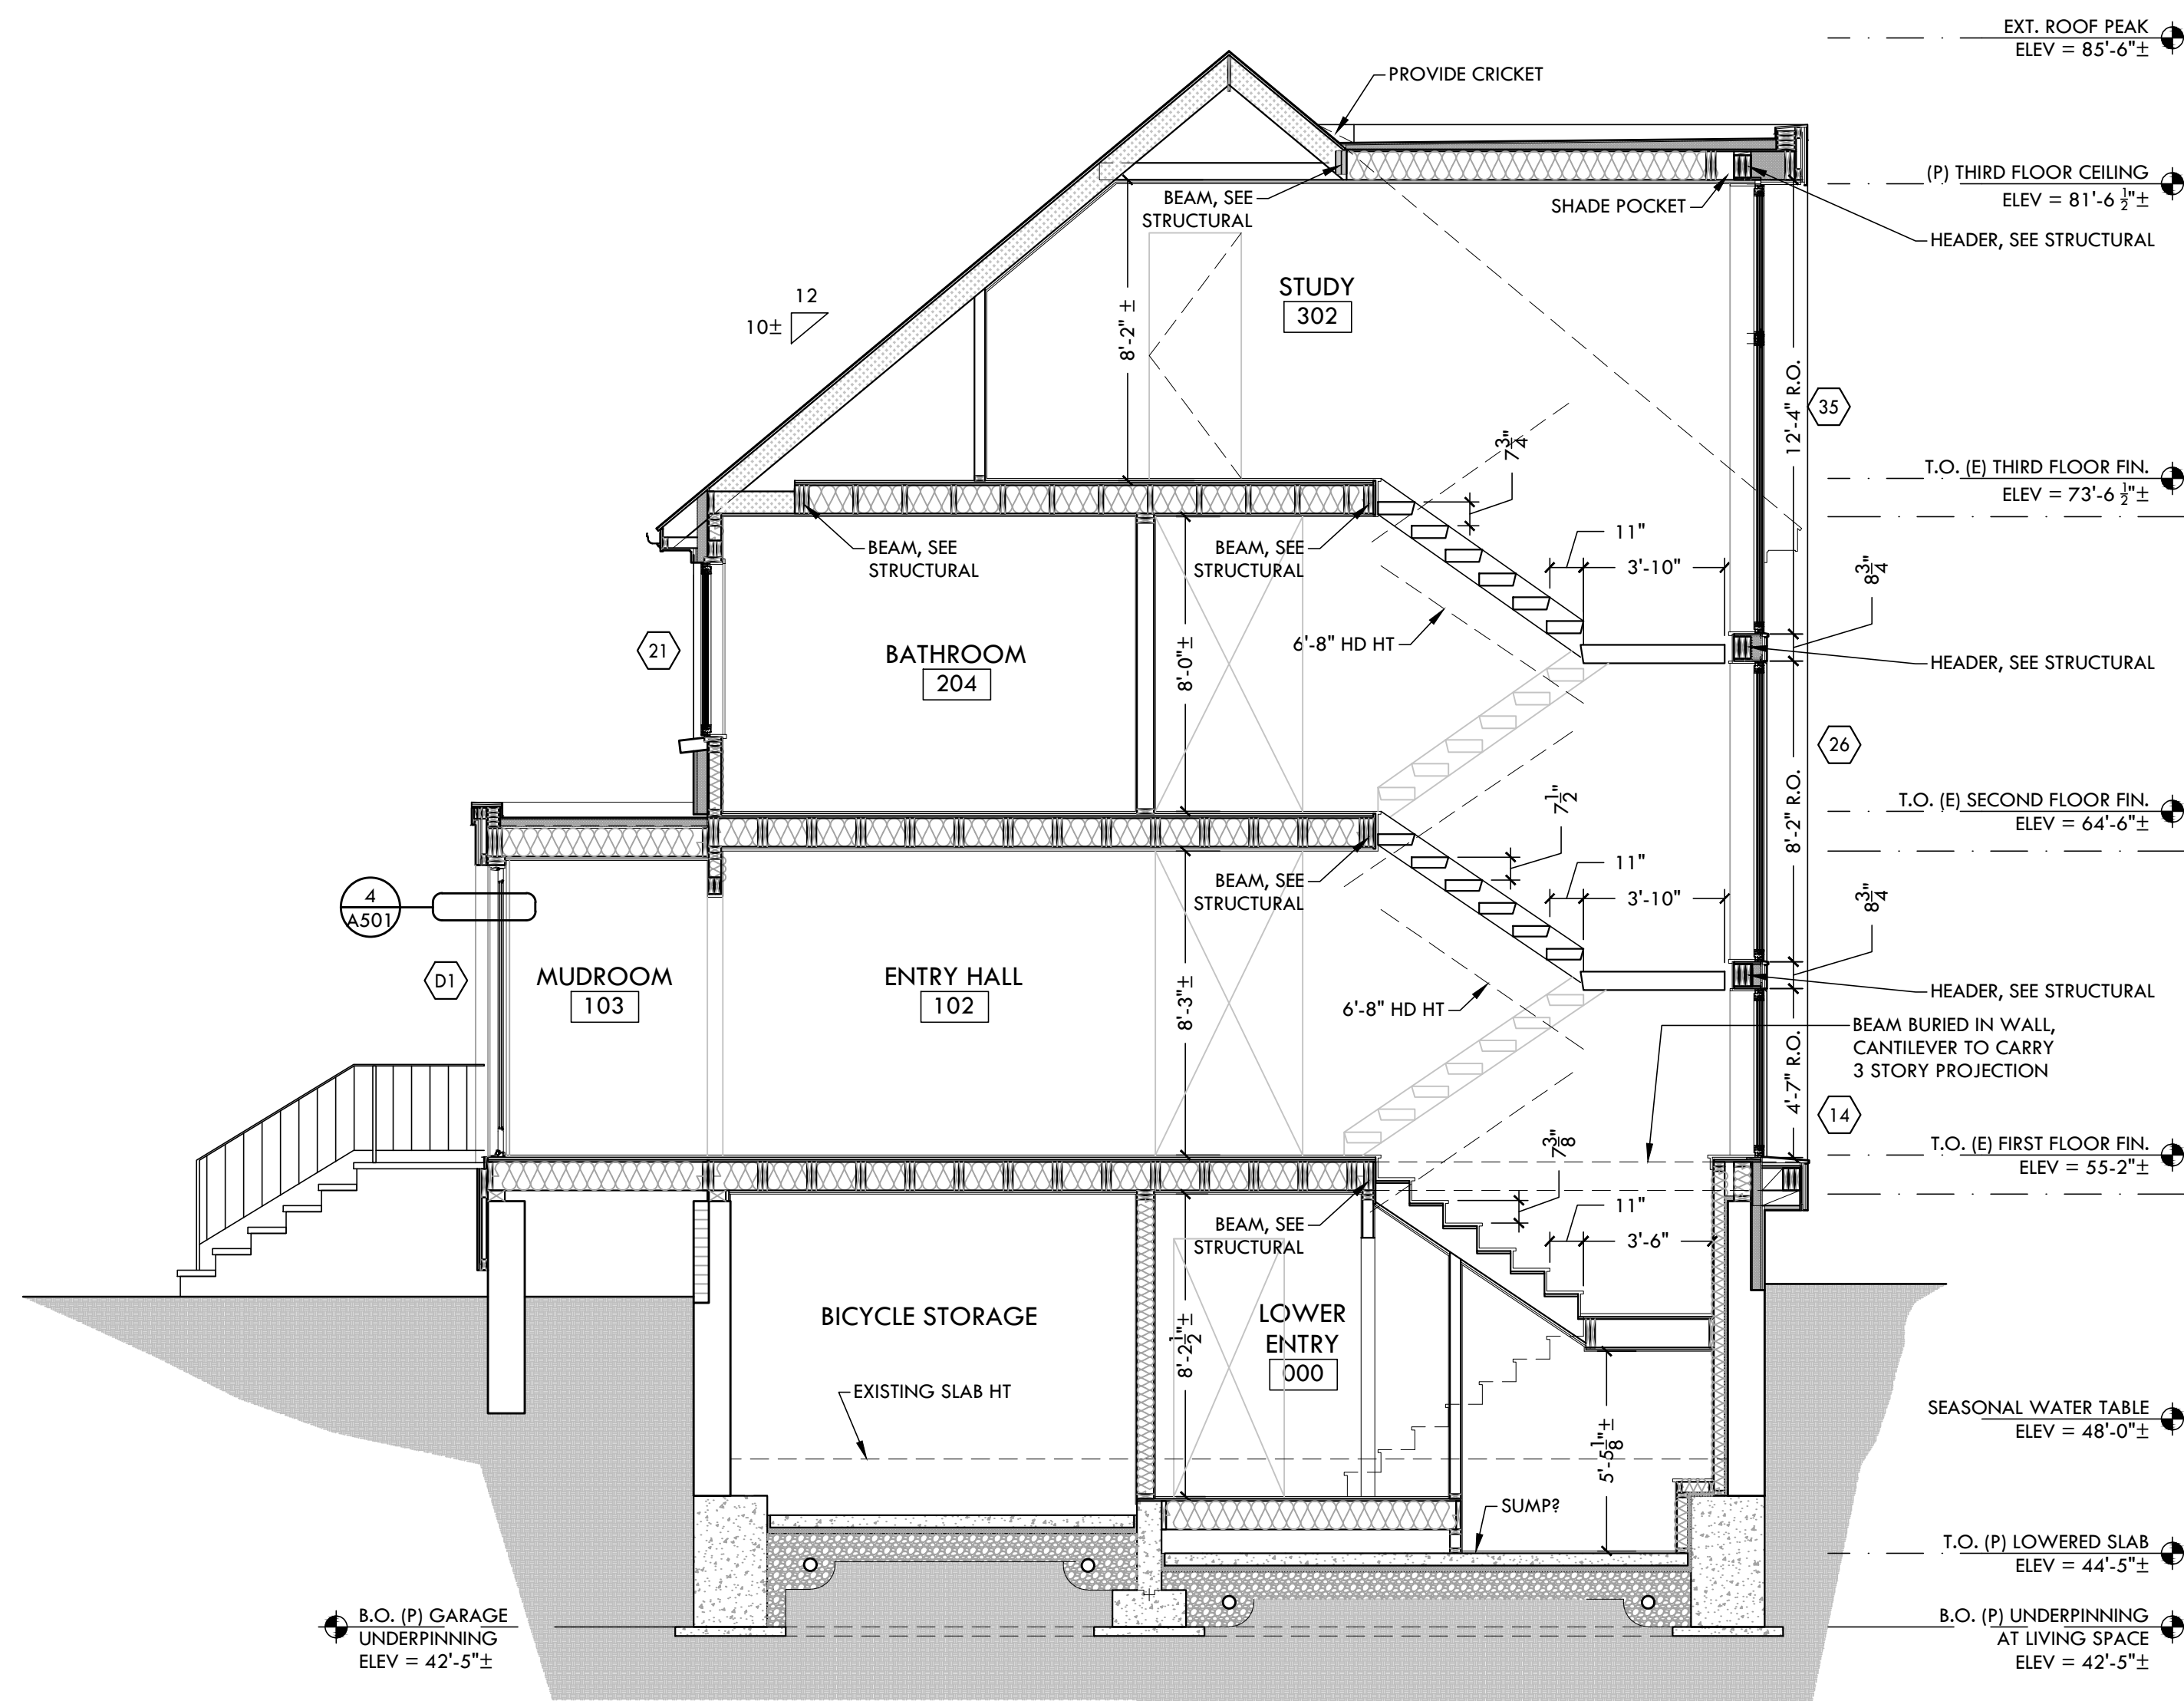 EXT. ROOF PEAK
ELEV = 85'-6"±
PROVIDE CRICKET
(P) THIRD FLOOR CEILING
ELEV = 81'-6 1/2"±
BEAM, SEE
STRUCTURAL
SHADE POCKET
HEADER, SEE STRUCTURAL
12
10±
STUDY
302
8'-2" ±
12'-4" R.O.
35
7 3/4"
T.O. (E) THIRD FLOOR FIN.
ELEV = 73'-6 1/2"±
BEAM, SEE
STRUCTURAL
BEAM, SEE
STRUCTURAL
11"
3'-10"
8 3/4"
21
BATHROOM
204
8'-0"±
6'-8" HD HT
HEADER, SEE STRUCTURAL
26
8'-2" R.O.
7 1/2"
T.O. (E) SECOND FLOOR FIN.
ELEV = 64'-6"±
BEAM, SEE
STRUCTURAL
11"
3'-10"
8 3/4"
4
A501
D1
MUDROOM
103
ENTRY HALL
102
8'-3"±
6'-8" HD HT
HEADER, SEE STRUCTURAL
BEAM BURIED IN WALL,
CANTILEVER TO CARRY
3 STORY PROJECTION
4'-7" R.O.
14
7 3/8"
T.O. (E) FIRST FLOOR FIN.
ELEV = 55-2"±
BEAM, SEE
STRUCTURAL
11"
3'-6"
BICYCLE STORAGE
LOWER
ENTRY
000
8'-2 1/2"±
EXISTING SLAB HT
5'-5 1/8"±
SEASONAL WATER TABLE
ELEV = 48'-0"±
SUMP?
T.O. (P) LOWERED SLAB
ELEV = 44'-5"±
B.O. (P) GARAGE
UNDERPINNING
ELEV = 42'-5"±
B.O. (P) UNDERPINNING
AT LIVING SPACE
ELEV = 42'-5"±